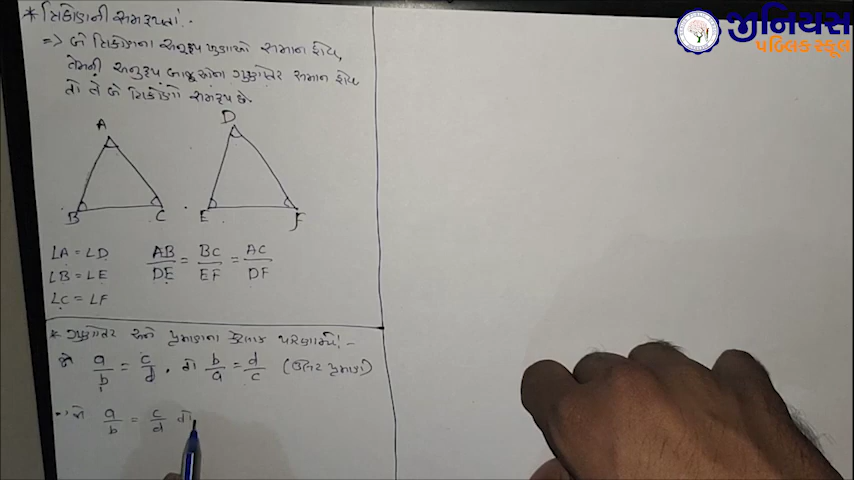 * ત્રિકોણની સમરૂપતા :-
=> બે ત્રિકોણના અનુરૂપ ખૂણાઓ સમાન હોય,
તેમની અનુરૂપ બાજુઓના ગુણોત્તર સમાન હોય
તો તે બે ત્રિકોણો સમરૂપ છે.
A
D
B
C
E
F
∠A = ∠D
∠B = ∠E
∠C = ∠F
AB/DE = BC/EF = AC/DF
* ગુણોત્તર અને પ્રમાણના કેટલાક પરિણામો :-
જો a/b = c/d , તો b/a = d/c (વ્યસ્ત પ્રમાણ)
જો a/b = c/d તો
જીનિયસ
પબ્લિક સ્કૂલ